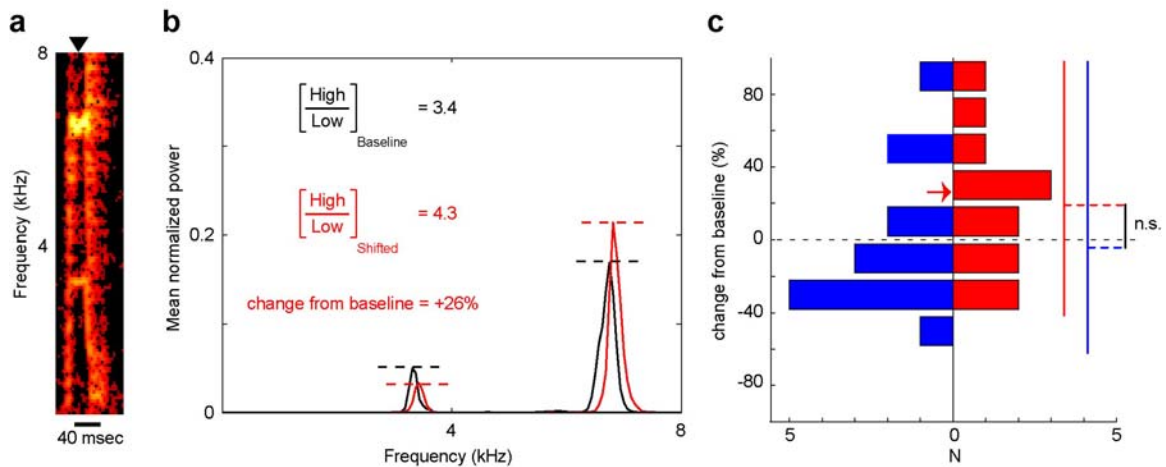 a
b
c
8
4
Frequency (kHz)
40 msec
0.4
0.2
0
Mean normalized power
[High/Low] Baseline = 3.4
[High/Low] Shifted = 4.3
change from baseline = +26%
4
8
Frequency (kHz)
80
40
0
-40
-80
change from baseline (%)
n.s.
5
0
5
N